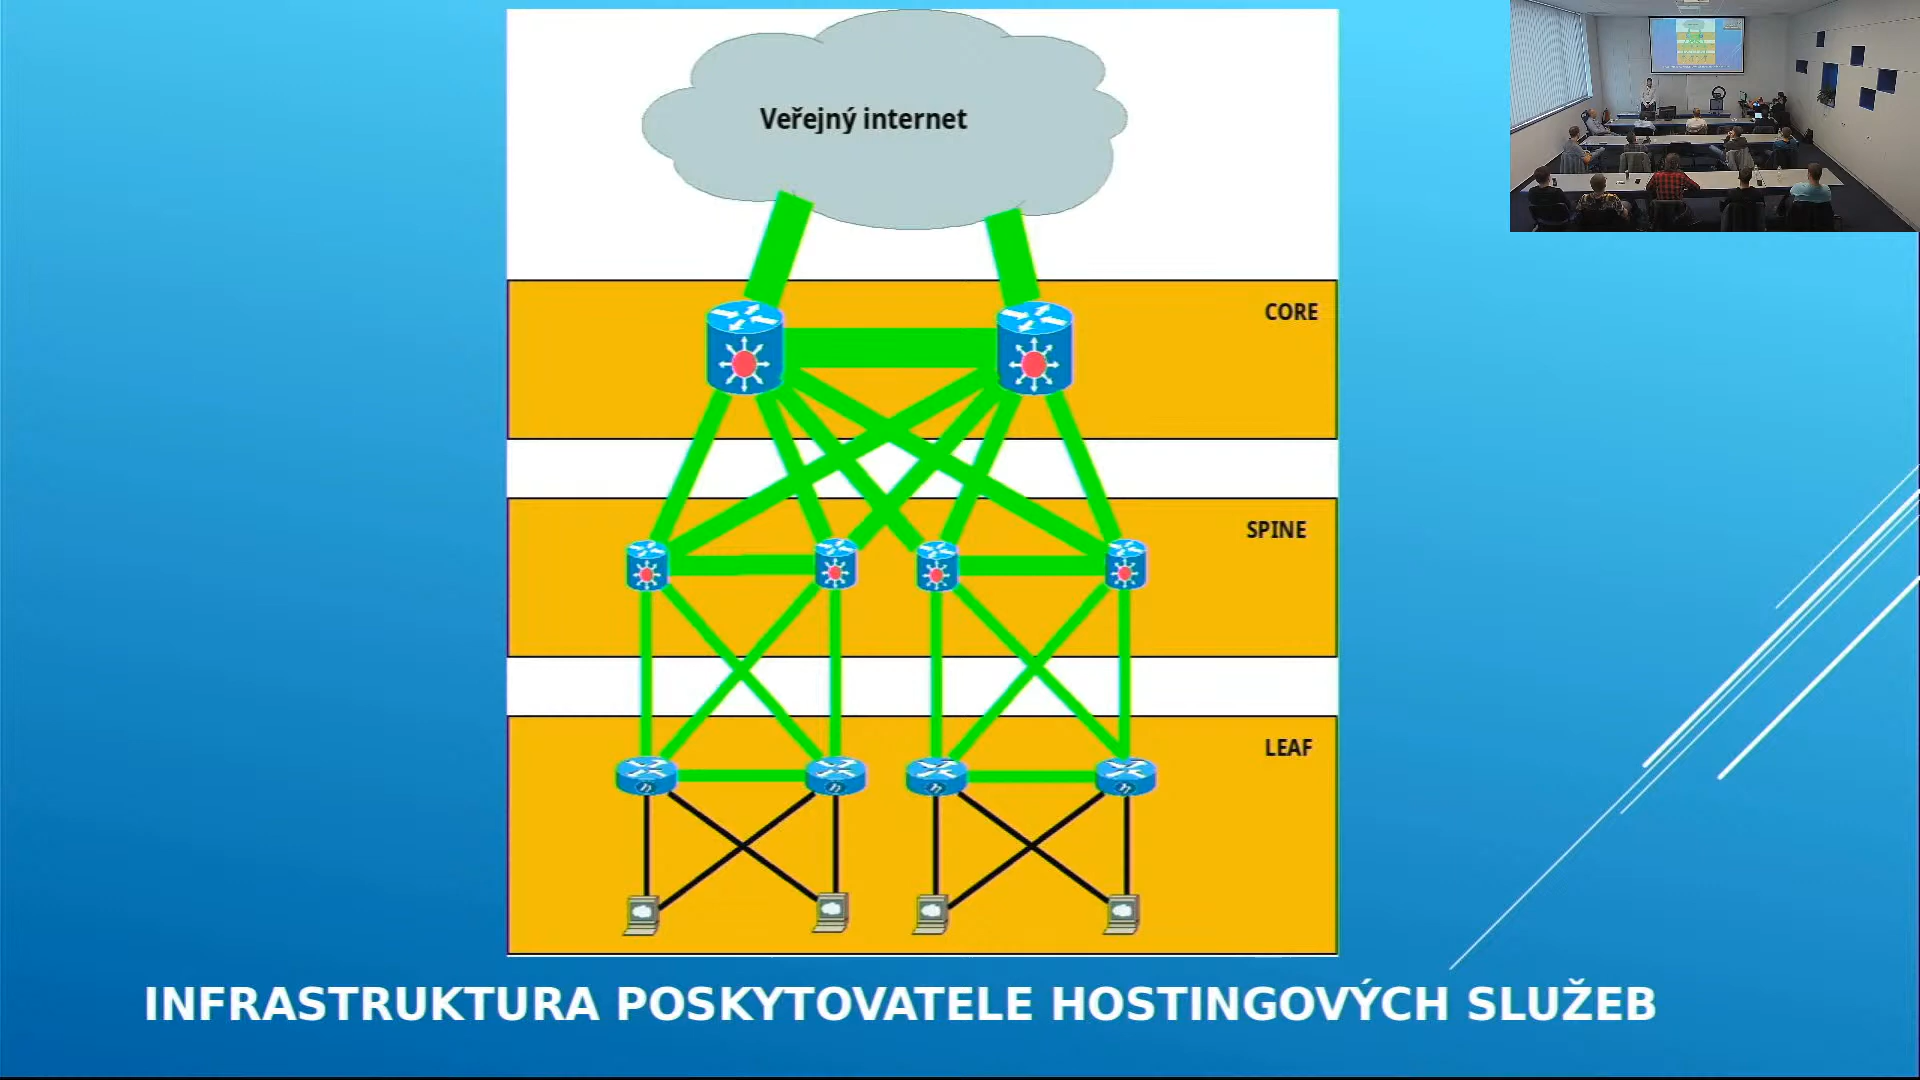 Veřejný internet
CORE
SPINE
LEAF
INFRASTRUKTURA POSKYTOVATELE HOSTINGOVÝCH SLUŽEB